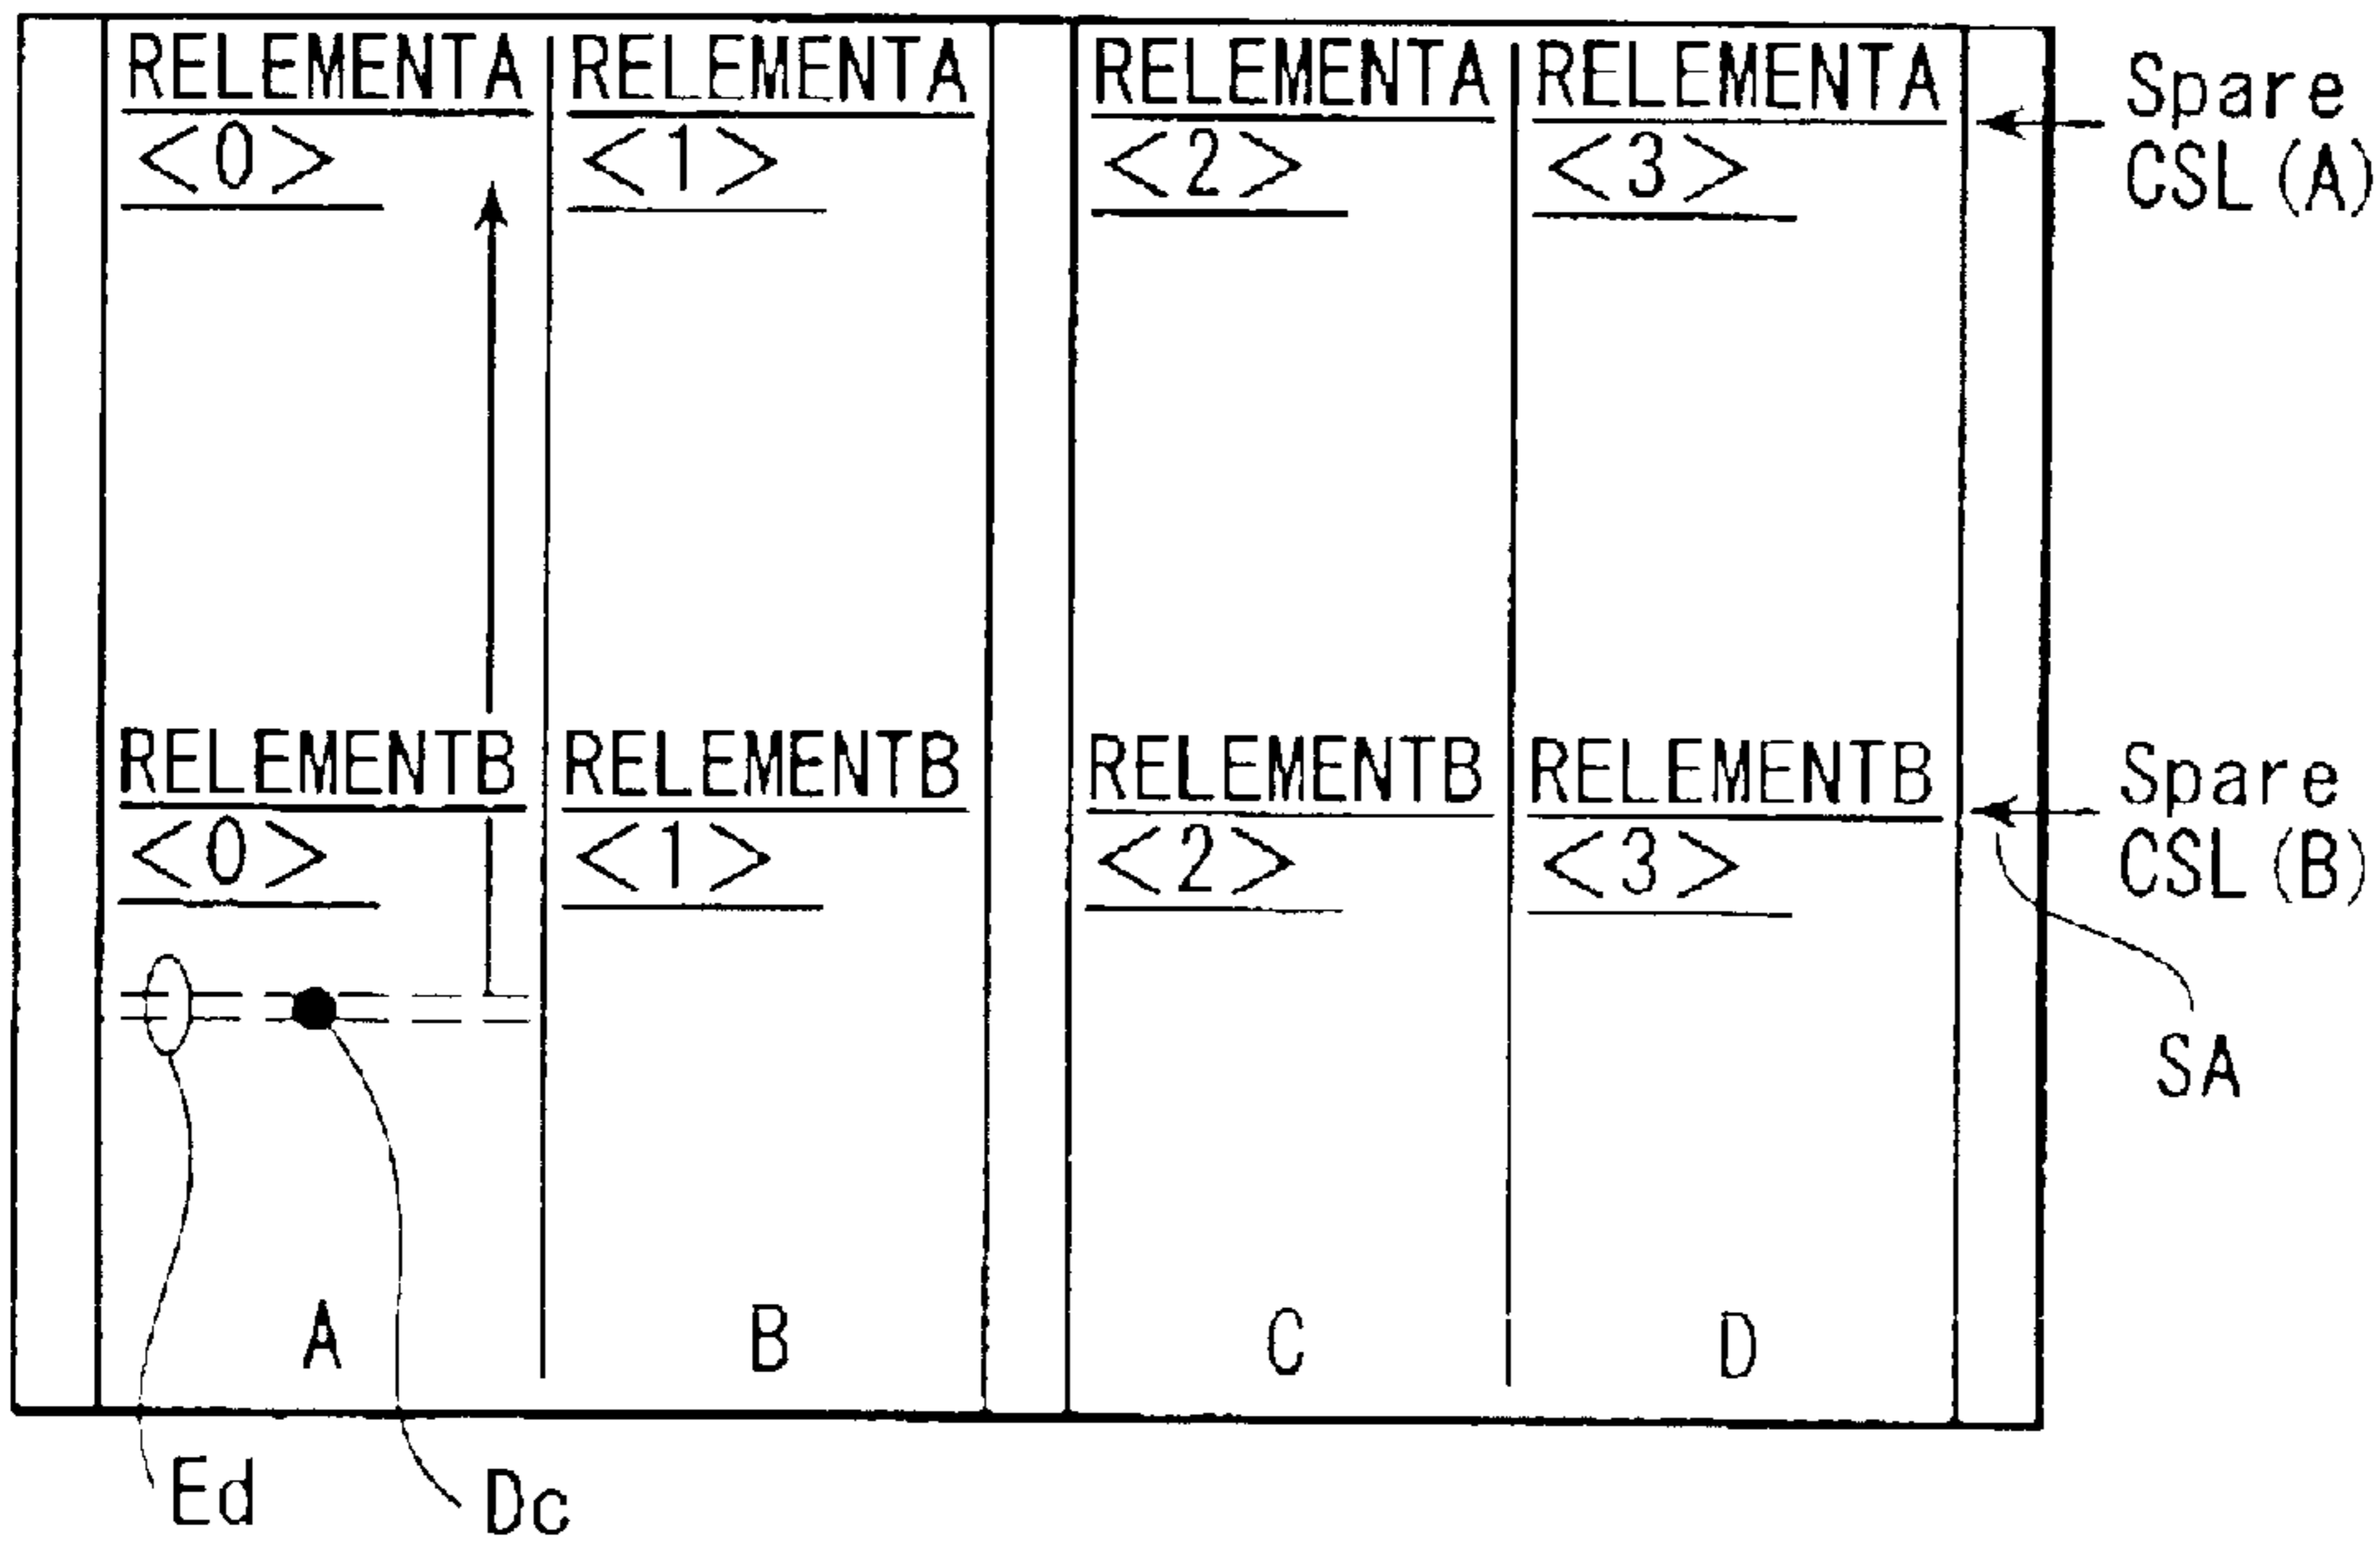 RELEMENTA RELEMENTA RELEMENTA RELEMENTA
<0> <1> <2> <3>
Spare
CSL(A)
RELEMENTB RELEMENTB RELEMENTB RELEMENTB
<0> <1> <2> <3>
Spare
CSL(B)
SA
A B C D
Ed Dc